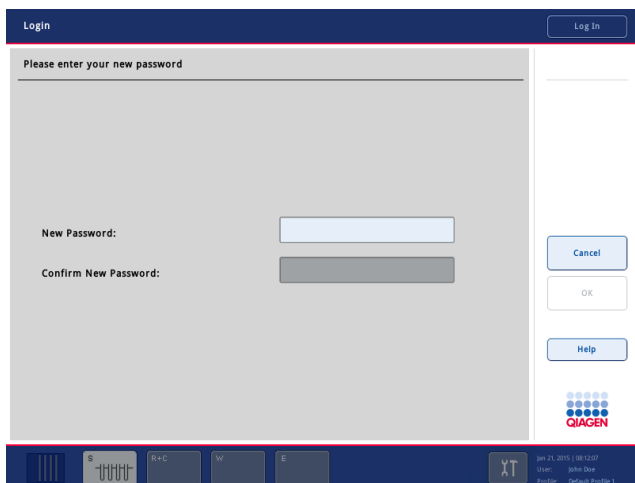 Login
Log In
Please enter your new password
New Password:
Confirm New Password:
Cancel
OK
Help
QIAGEN
S
R+C
W
E
Jan 21, 2015 | 08:12:07
User: John Doe
Profile: Default Profile 1